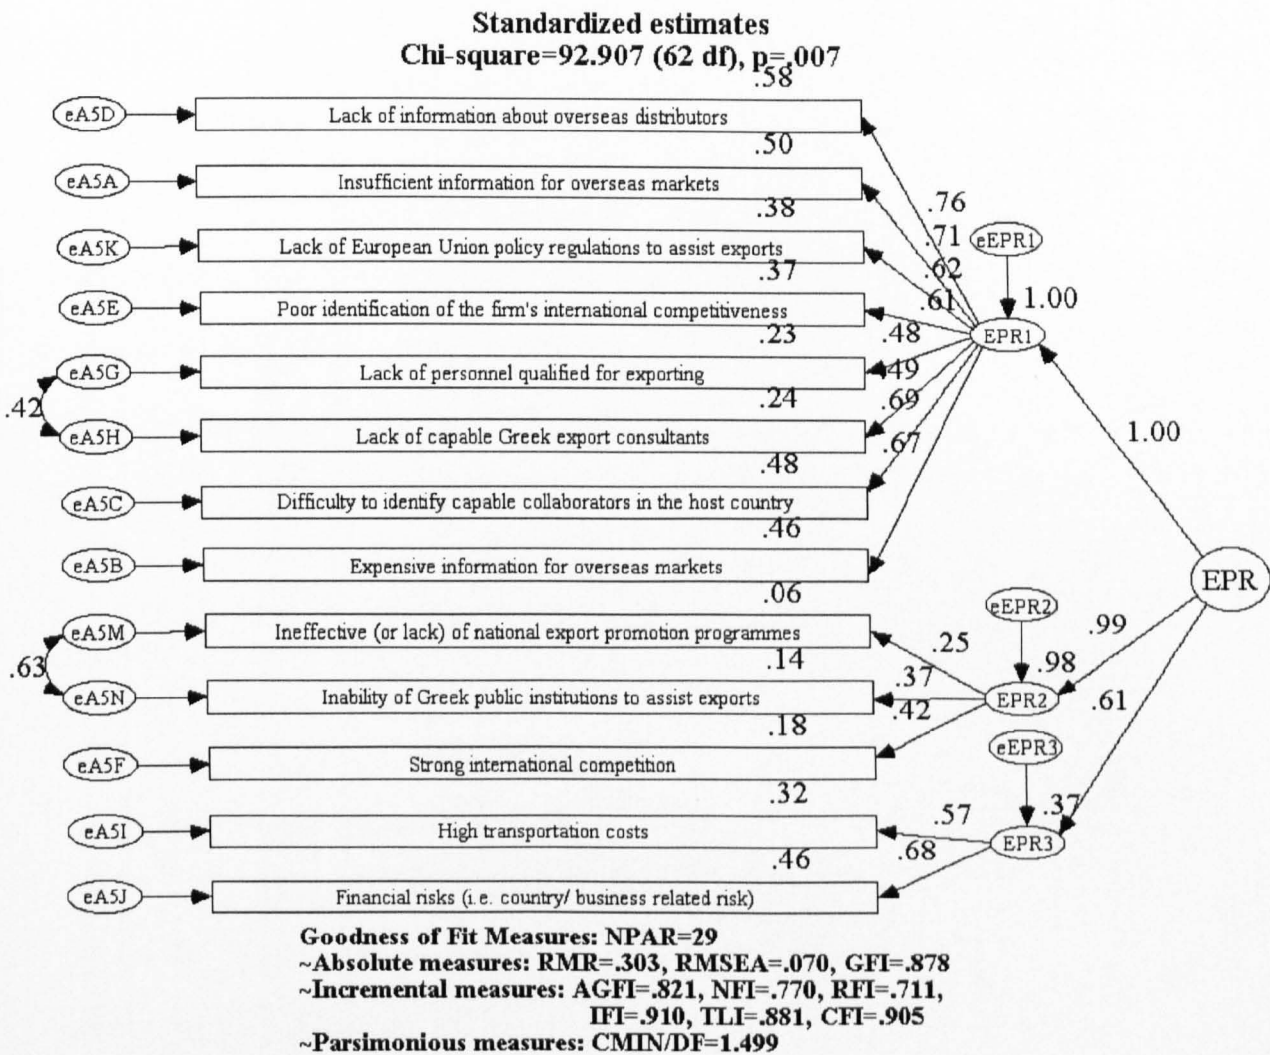 Standardized estimates
Chi-square=92.907 (62 df), p=.007
.58
eA5D
Lack of information about overseas distributors
.50
eA5A
Insufficient information for overseas markets
.38
eA5K
Lack of European Union policy regulations to assist exports
.37
eA5E
Poor identification of the firm's international competitiveness
.23
eA5G
Lack of personnel qualified for exporting
.24
.42
eA5H
Lack of capable Greek export consultants
.48
eA5C
Difficulty to identify capable collaborators in the host country
.46
eA5B
Expensive information for overseas markets
.06
eA5M
Ineffective (or lack) of national export promotion programmes
.14
.63
eA5N
Inability of Greek public institutions to assist exports
.18
eA5F
Strong international competition
.32
eA5I
High transportation costs
.46
eA5J
Financial risks (i.e. country/ business related risk)
.76
.71
.62
.61
.48
.49
.69
.67
eEPR1
1.00
EPR1
1.00
EPR
eEPR2
.99
.25
.98
.37
EPR2
.61
.42
eEPR3
.57
.37
.68
EPR3
Goodness of Fit Measures: NPAR=29
~Absolute measures: RMR=.303, RMSEA=.070, GFI=.878
~Incremental measures: AGFI=.821, NFI=.770, RFI=.711,
IFI=.910, TLI=.881, CFI=.905
~Parsimonious measures: CMIN/DF=1.499